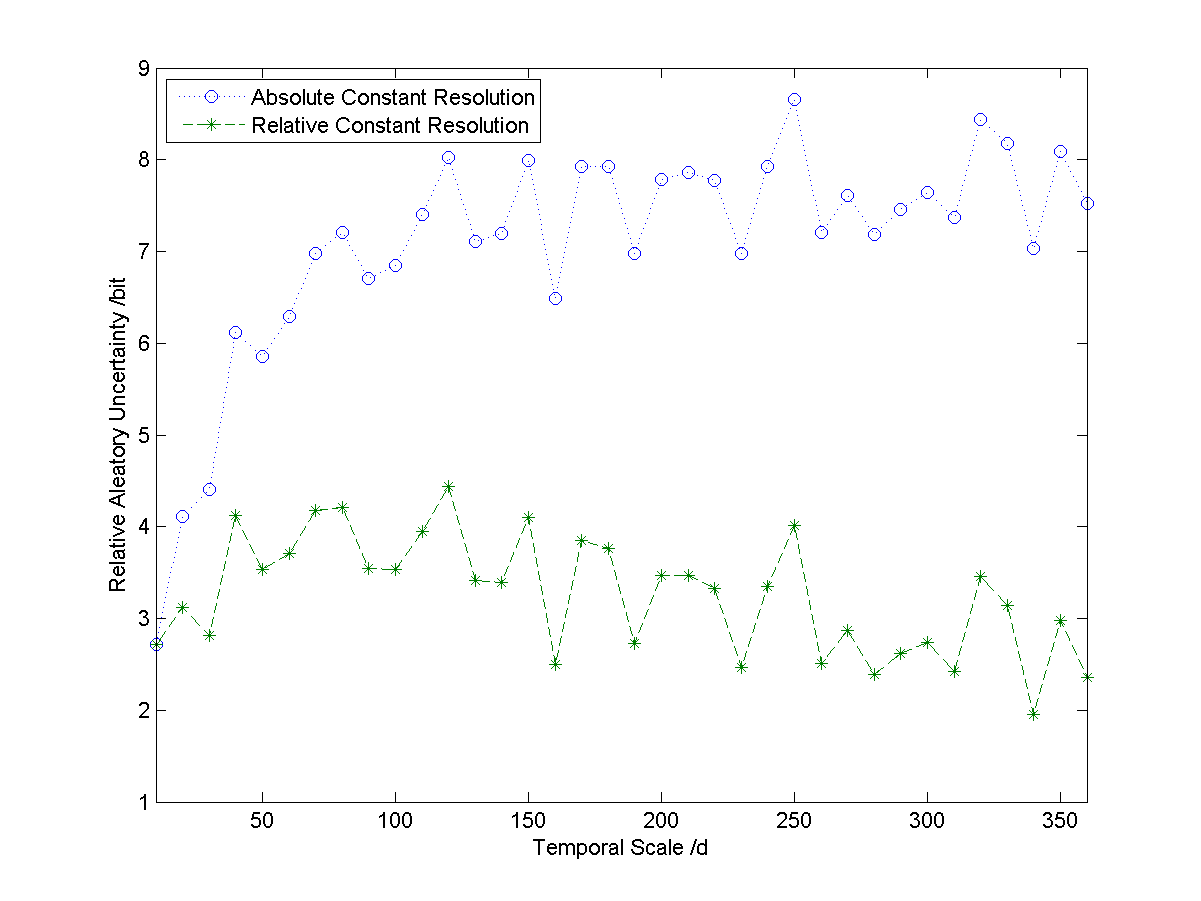 9
8
7
6
5
4
3
2
1
Absolute Constant Resolution
Relative Constant Resolution
Relative Aleatory Uncertainty /bit
50 100 150 200 250 300 350
Temporal Scale /d